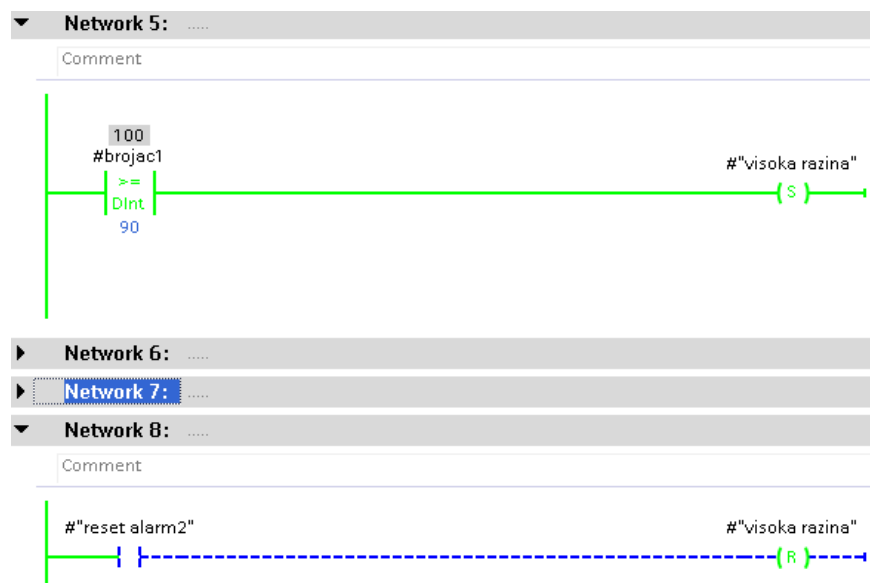 Network 5: .....
Comment
100
#brojac1
#"visoka razina"
>=
S
DInt
90
Network 6: .....
Network 7: .....
Network 8: .....
Comment
#"reset alarm2"
#"visoka razina"
R